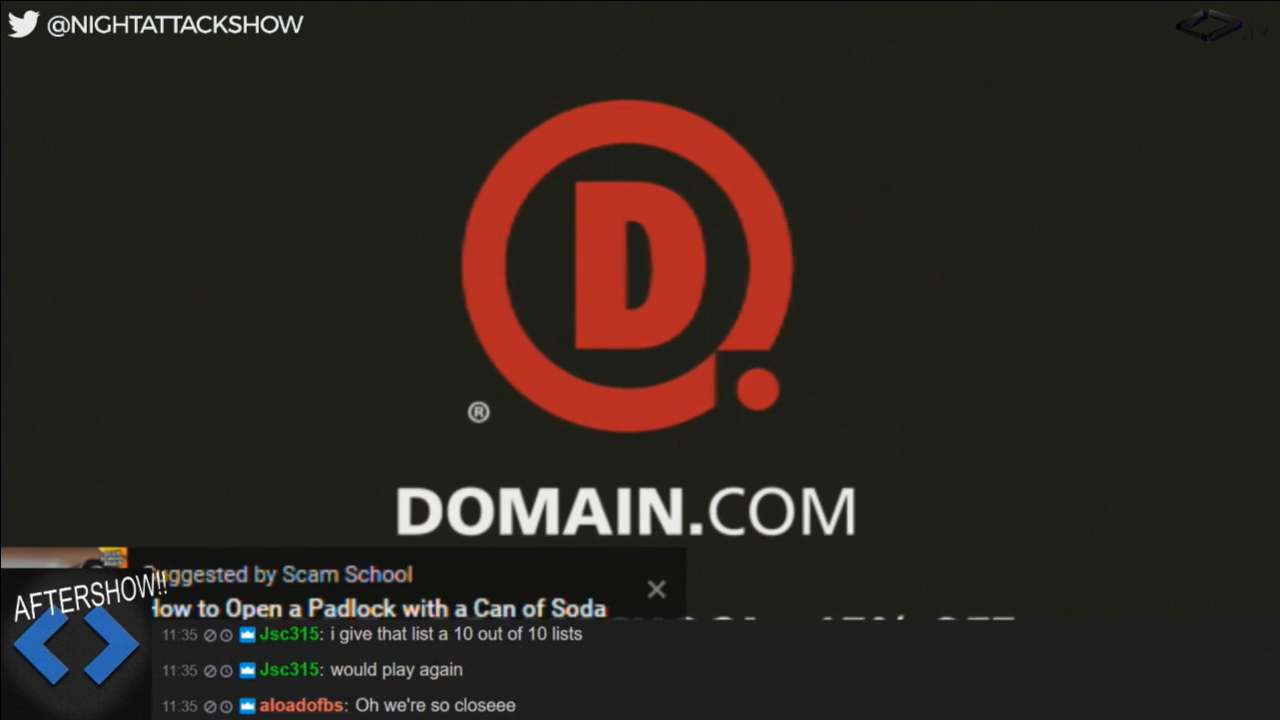 @NIGHTATTACKSHOW
.tv
D
®
DOMAIN.COM
Suggested by Scam School
AFTERSHOW!!
How to Open a Padlock with a Can of Soda
11:35 Jsc315: i give that list a 10 out of 10 lists
11:35 Jsc315: would play again
11:35 aloadofbs: Oh we're so closeee